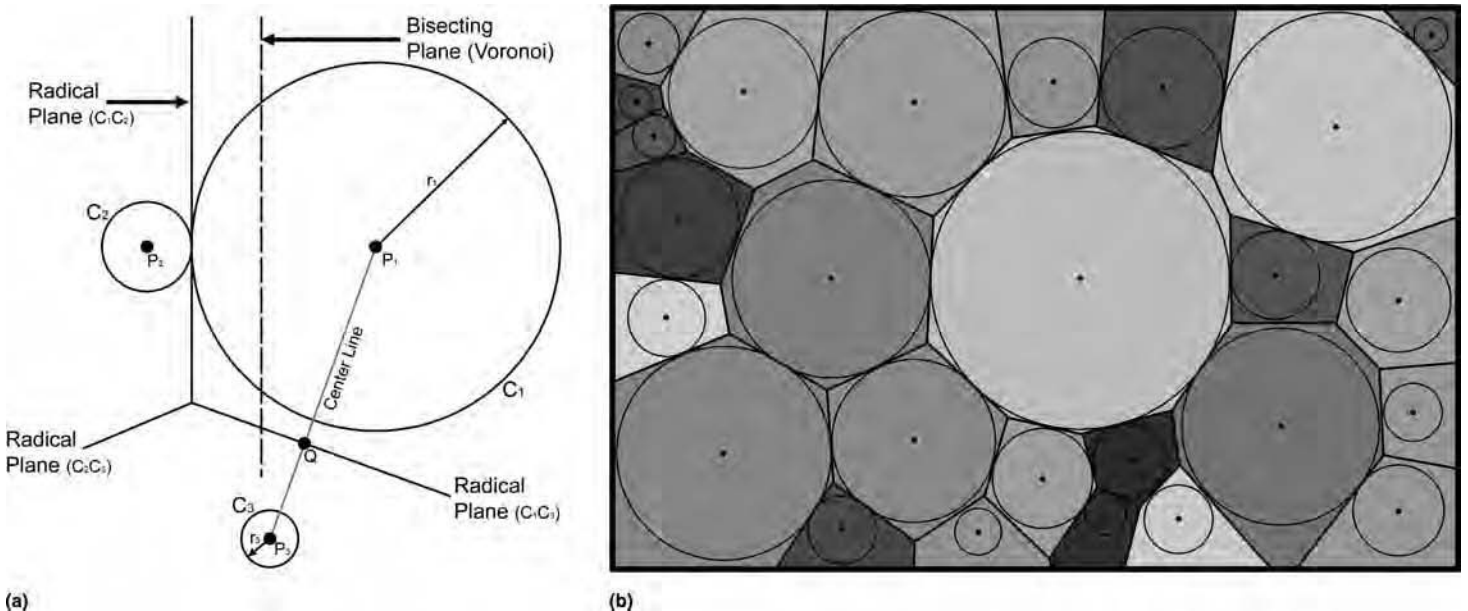 Bisecting
Plane (Voronoi)
Radical
Plane (C₁C₂)
r₁
C₂
P₂
P₁
Center Line
C₁
Radical
Plane (C₂C₃)
Q
Radical
Plane (C₁C₃)
C₃
r₃
P₃
(a)
(b)